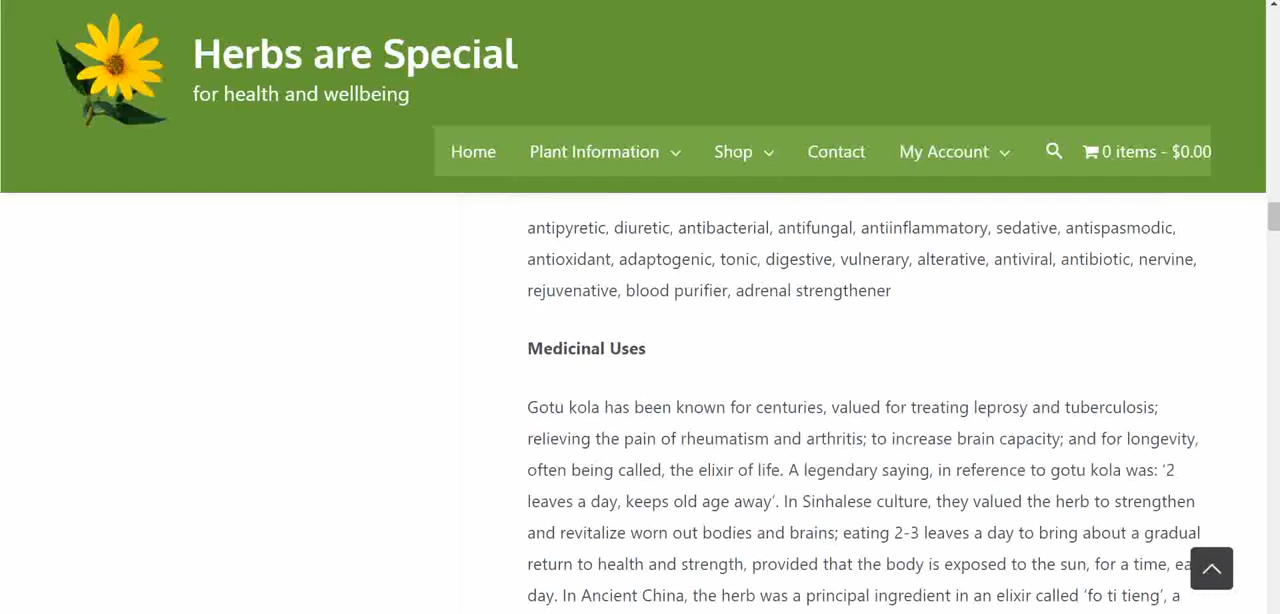 Herbs are Special
for health and wellbeing
Home Plant Information Shop Contact My Account 0 items - $0.00
antipyretic, diuretic, antibacterial, antifungal, antiinflammatory, sedative, antispasmodic,
antioxidant, adaptogenic, tonic, digestive, vulnerary, alterative, antiviral, antibiotic, nervine,
rejuvenative, blood purifier, adrenal strengthener
Medicinal Uses
Gotu kola has been known for centuries, valued for treating leprosy and tuberculosis;
relieving the pain of rheumatism and arthritis; to increase brain capacity; and for longevity,
often being called, the elixir of life. A legendary saying, in reference to gotu kola was: ‘2
leaves a day, keeps old age away’. In Sinhalese culture, they valued the herb to strengthen
and revitalize worn out bodies and brains; eating 2-3 leaves a day to bring about a gradual
return to health and strength, provided that the body is exposed to the sun, for a time,
day. In Ancient China, the herb was a principal ingredient in an elixir called ‘fo ti tieng’, a